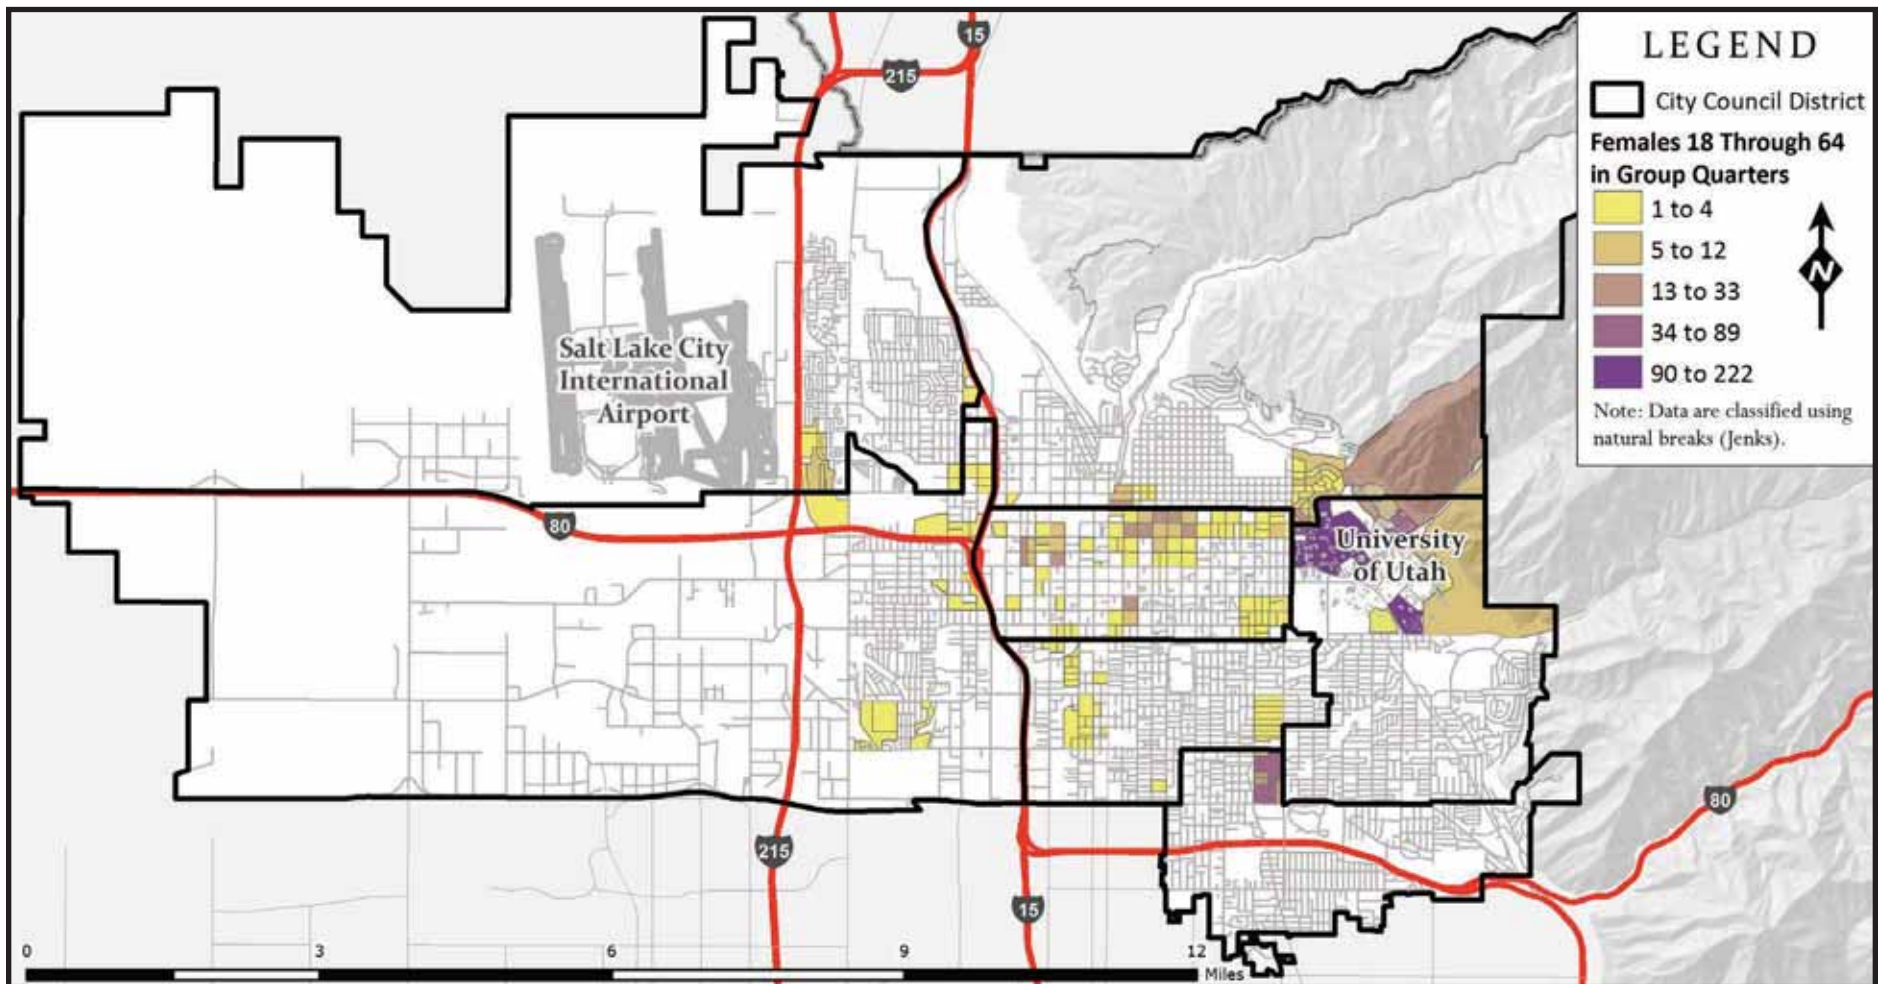 15
215
LEGEND
City Council District
Females 18 Through 64
in Group Quarters
1 to 4
5 to 12
13 to 33
34 to 89
90 to 222
Note: Data are classified using
natural breaks (Jenks).
N
Salt Lake City
International
Airport
80
University
of Utah
80
215
15
0 3 6 9 12
Miles